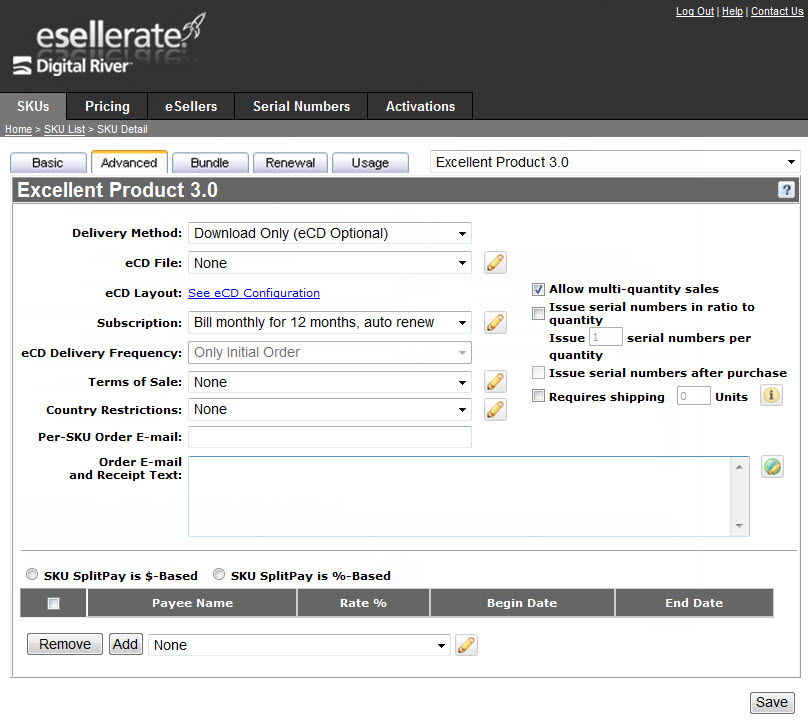 Log Out | Help | Contact Us
esellerate.
Digital River
SKUs Pricing eSellers Serial Numbers Activations
Home > SKU List > SKU Detail
Basic Advanced Bundle Renewal Usage Excellent Product 3.0
Excellent Product 3.0 ?
Delivery Method: Download Only (eCD Optional)
eCD File: None
eCD Layout: See eCD Configuration
Subscription: Bill monthly for 12 months, auto renew
eCD Delivery Frequency: Only Initial Order
Terms of Sale: None
Country Restrictions: None
Per-SKU Order E-mail:
Order E-mail
and Receipt Text:
Allow multi-quantity sales
Issue serial numbers in ratio to
quantity
Issue 1 serial numbers per
quantity
Issue serial numbers after purchase
Requires shipping 0 Units i
SKU SplitPay is $-Based SKU SplitPay is %-Based
Payee Name Rate % Begin Date End Date
Remove Add None
Save